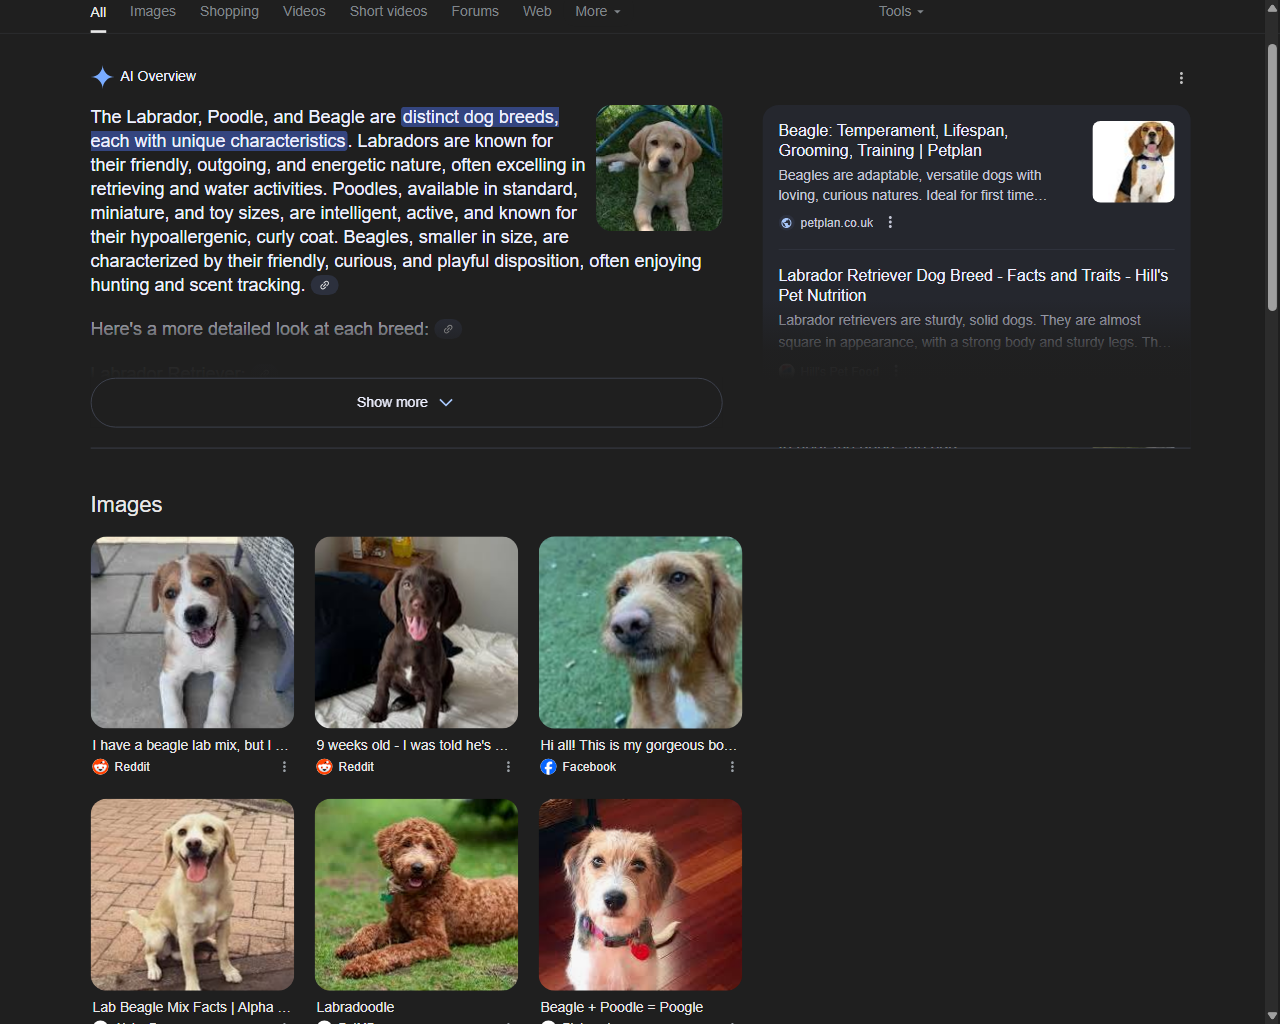 All Images Shopping Videos Short videos Forums Web More Tools
AI Overview
The Labrador, Poodle, and Beagle are distinct dog breeds,
each with unique characteristics. Labradors are known for
their friendly, outgoing, and energetic nature, often excelling in
retrieving and water activities. Poodles, available in standard,
miniature, and toy sizes, are intelligent, active, and known for
their hypoallergenic, curly coat. Beagles, smaller in size, are
characterized by their friendly, curious, and playful disposition, often enjoying
hunting and scent tracking.
Here's a more detailed look at each breed:
Labrador Retriever
Show more
Beagle: Temperament, Lifespan,
Grooming, Training | Petplan
Beagles are adaptable, versatile dogs with
loving, curious natures. Ideal for first time...
petplan.co.uk
Labrador Retriever Dog Breed - Facts and Traits - Hill's
Pet Nutrition
Labrador retrievers are sturdy, solid dogs. They are almost
square in appearance, with a strong body and sturdy legs. Th...
Hill's Pet Food
Images
I have a beagle lab mix, but I ...
Reddit
9 weeks old - I was told he's ...
Reddit
Hi all! This is my gorgeous bo...
Facebook
Lab Beagle Mix Facts | Alpha ...
Labradoodle
Beagle + Poodle = Poogle